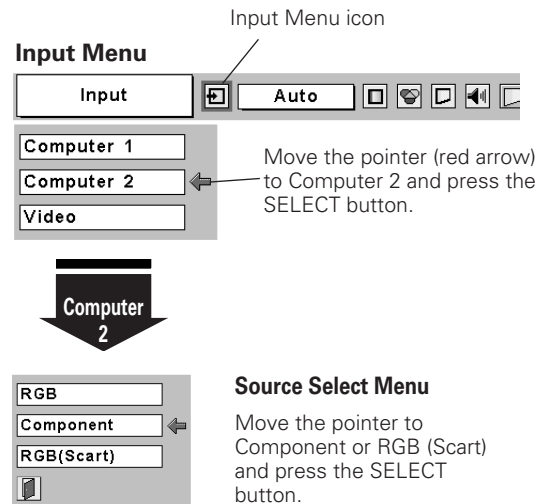 Input Menu icon
Input Menu
Input
Auto
Computer 1
Computer 2
Video
Move the pointer (red arrow)
to Computer 2 and press the
SELECT button.
Computer
2
RGB
Component
RGB(Scart)
Source Select Menu
Move the pointer to
Component or RGB (Scart)
and press the SELECT
button.